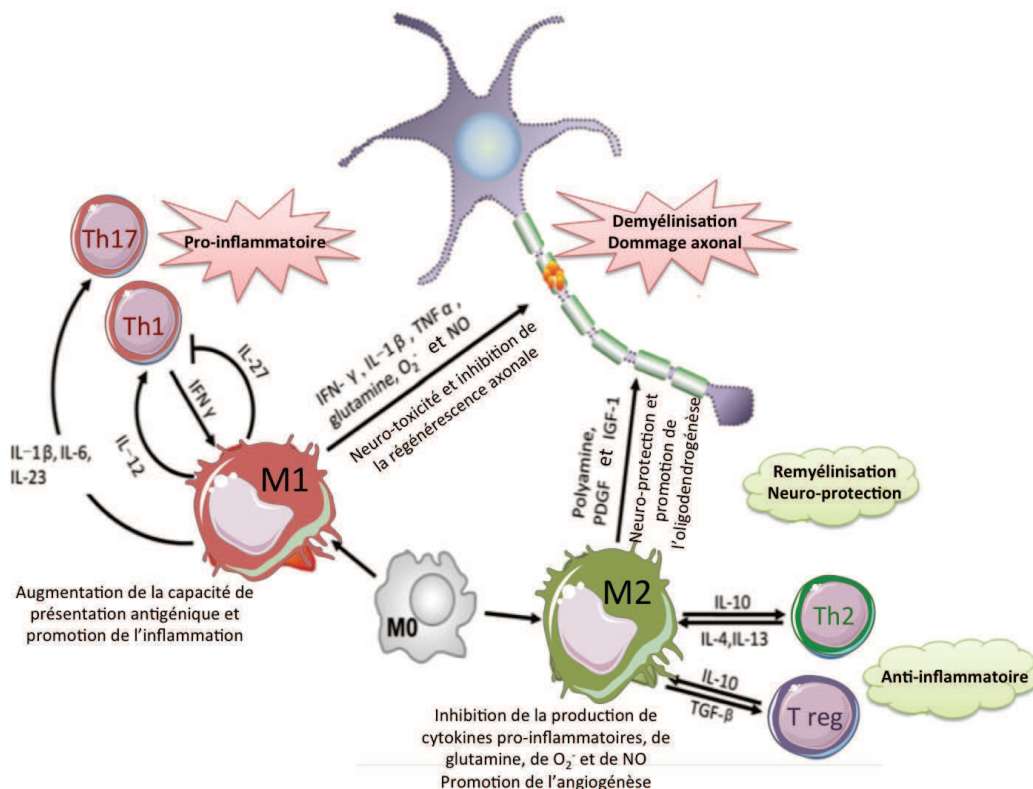 Th17
Pro-inflammatoire
Demyélinisation
Dommage axonal
Th1
IL-27
IFN γ
IL-12
IL-1β, IL-6,
IL-23
IFN- γ , IL-1 β , TNF α ,
glutamine, O₂⁻ et NO
Neuro-toxicité et inhibition de
la régénérescence axonale
M1
Augmentation de la capacité de
présentation antigénique et
promotion de l'inflammation
M0
Polyamine,
PDGF et IGF-1
Neuro-protection et
promotion de
l'oligodendrogénèse
Remyélinisation
Neuro-protection
M2
IL-10
IL-4,IL-13
Th2
IL-10
TGF-β
T reg
Anti-inflammatoire
Inhibition de la production de
cytokines pro-inflammatoires, de
glutamine, de O₂⁻ et de NO
Promotion de l'angiogénèse